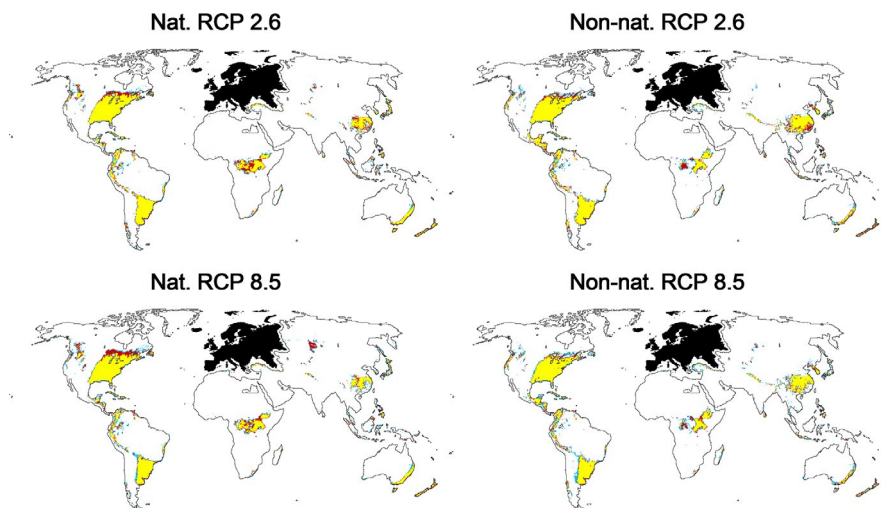 Nat. RCP 2.6
Non-nat. RCP 2.6
Nat. RCP 8.5
Non-nat. RCP 8.5